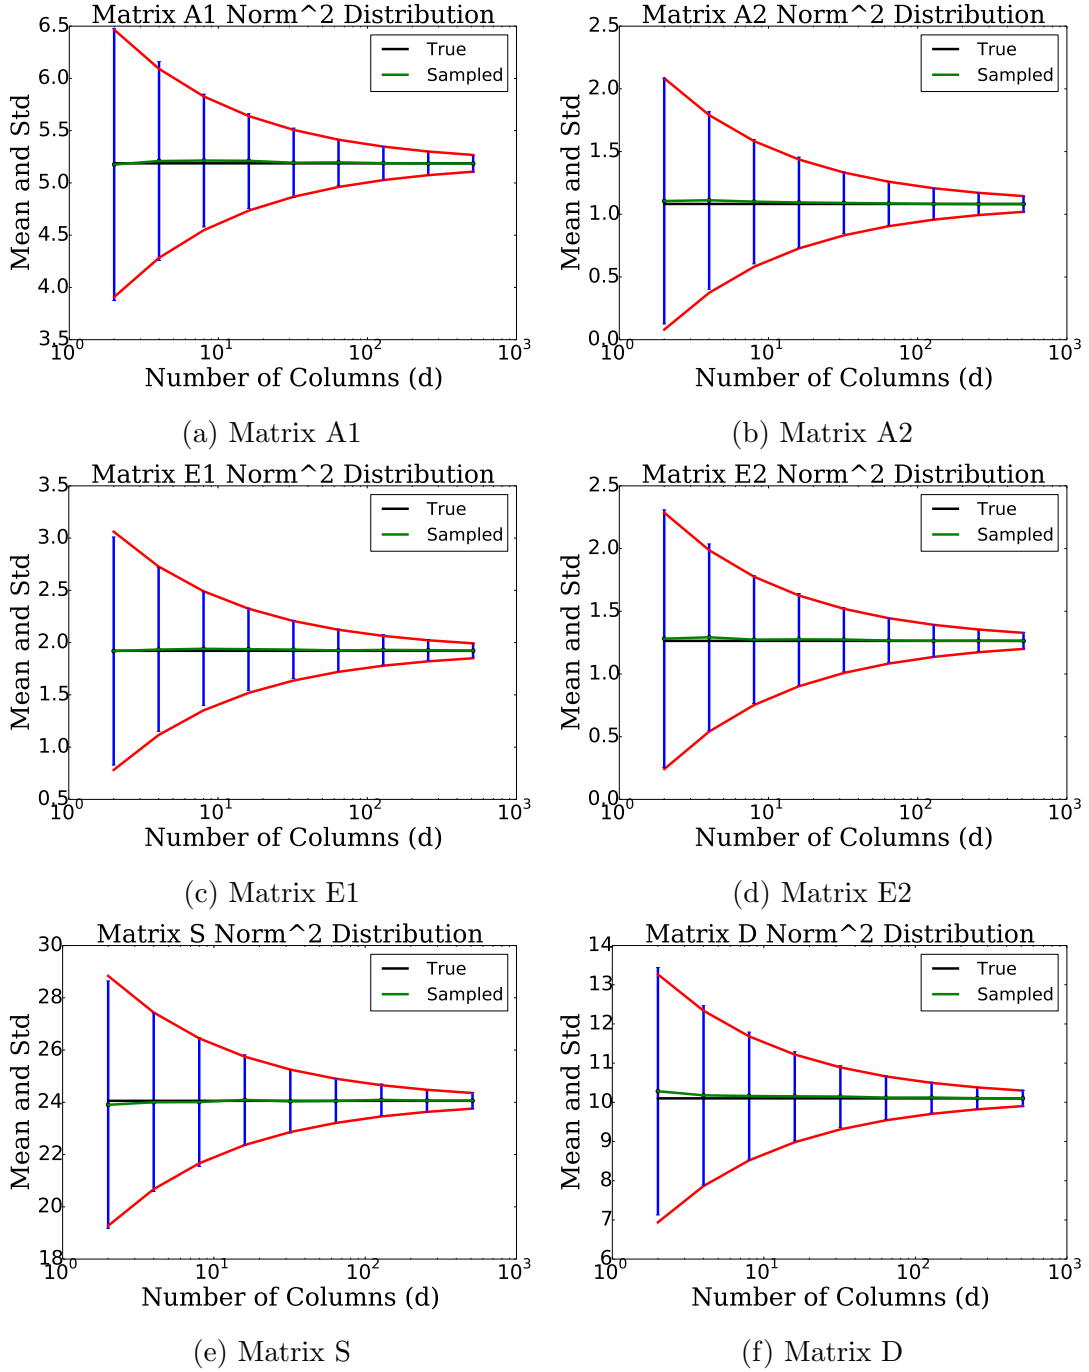 Matrix A1 Norm^2 Distribution
Mean and Std
6.5
6.0
5.5
5.0
4.5
4.0
3.5
True
Sampled
10^0 10^1 10^2 10^3
Number of Columns (d)
(a) Matrix A1
Matrix A2 Norm^2 Distribution
Mean and Std
2.5
2.0
1.5
1.0
0.5
0.0
True
Sampled
10^0 10^1 10^2 10^3
Number of Columns (d)
(b) Matrix A2
Matrix E1 Norm^2 Distribution
Mean and Std
3.5
3.0
2.5
2.0
1.5
1.0
0.5
True
Sampled
10^0 10^1 10^2 10^3
Number of Columns (d)
(c) Matrix E1
Matrix E2 Norm^2 Distribution
Mean and Std
2.5
2.0
1.5
1.0
0.5
0.0
True
Sampled
10^0 10^1 10^2 10^3
Number of Columns (d)
(d) Matrix E2
Matrix S Norm^2 Distribution
Mean and Std
30
28
26
24
22
20
18
True
Sampled
10^0 10^1 10^2 10^3
Number of Columns (d)
(e) Matrix S
Matrix D Norm^2 Distribution
Mean and Std
14
13
12
11
10
9
8
7
6
True
Sampled
10^0 10^1 10^2 10^3
Number of Columns (d)
(f) Matrix D